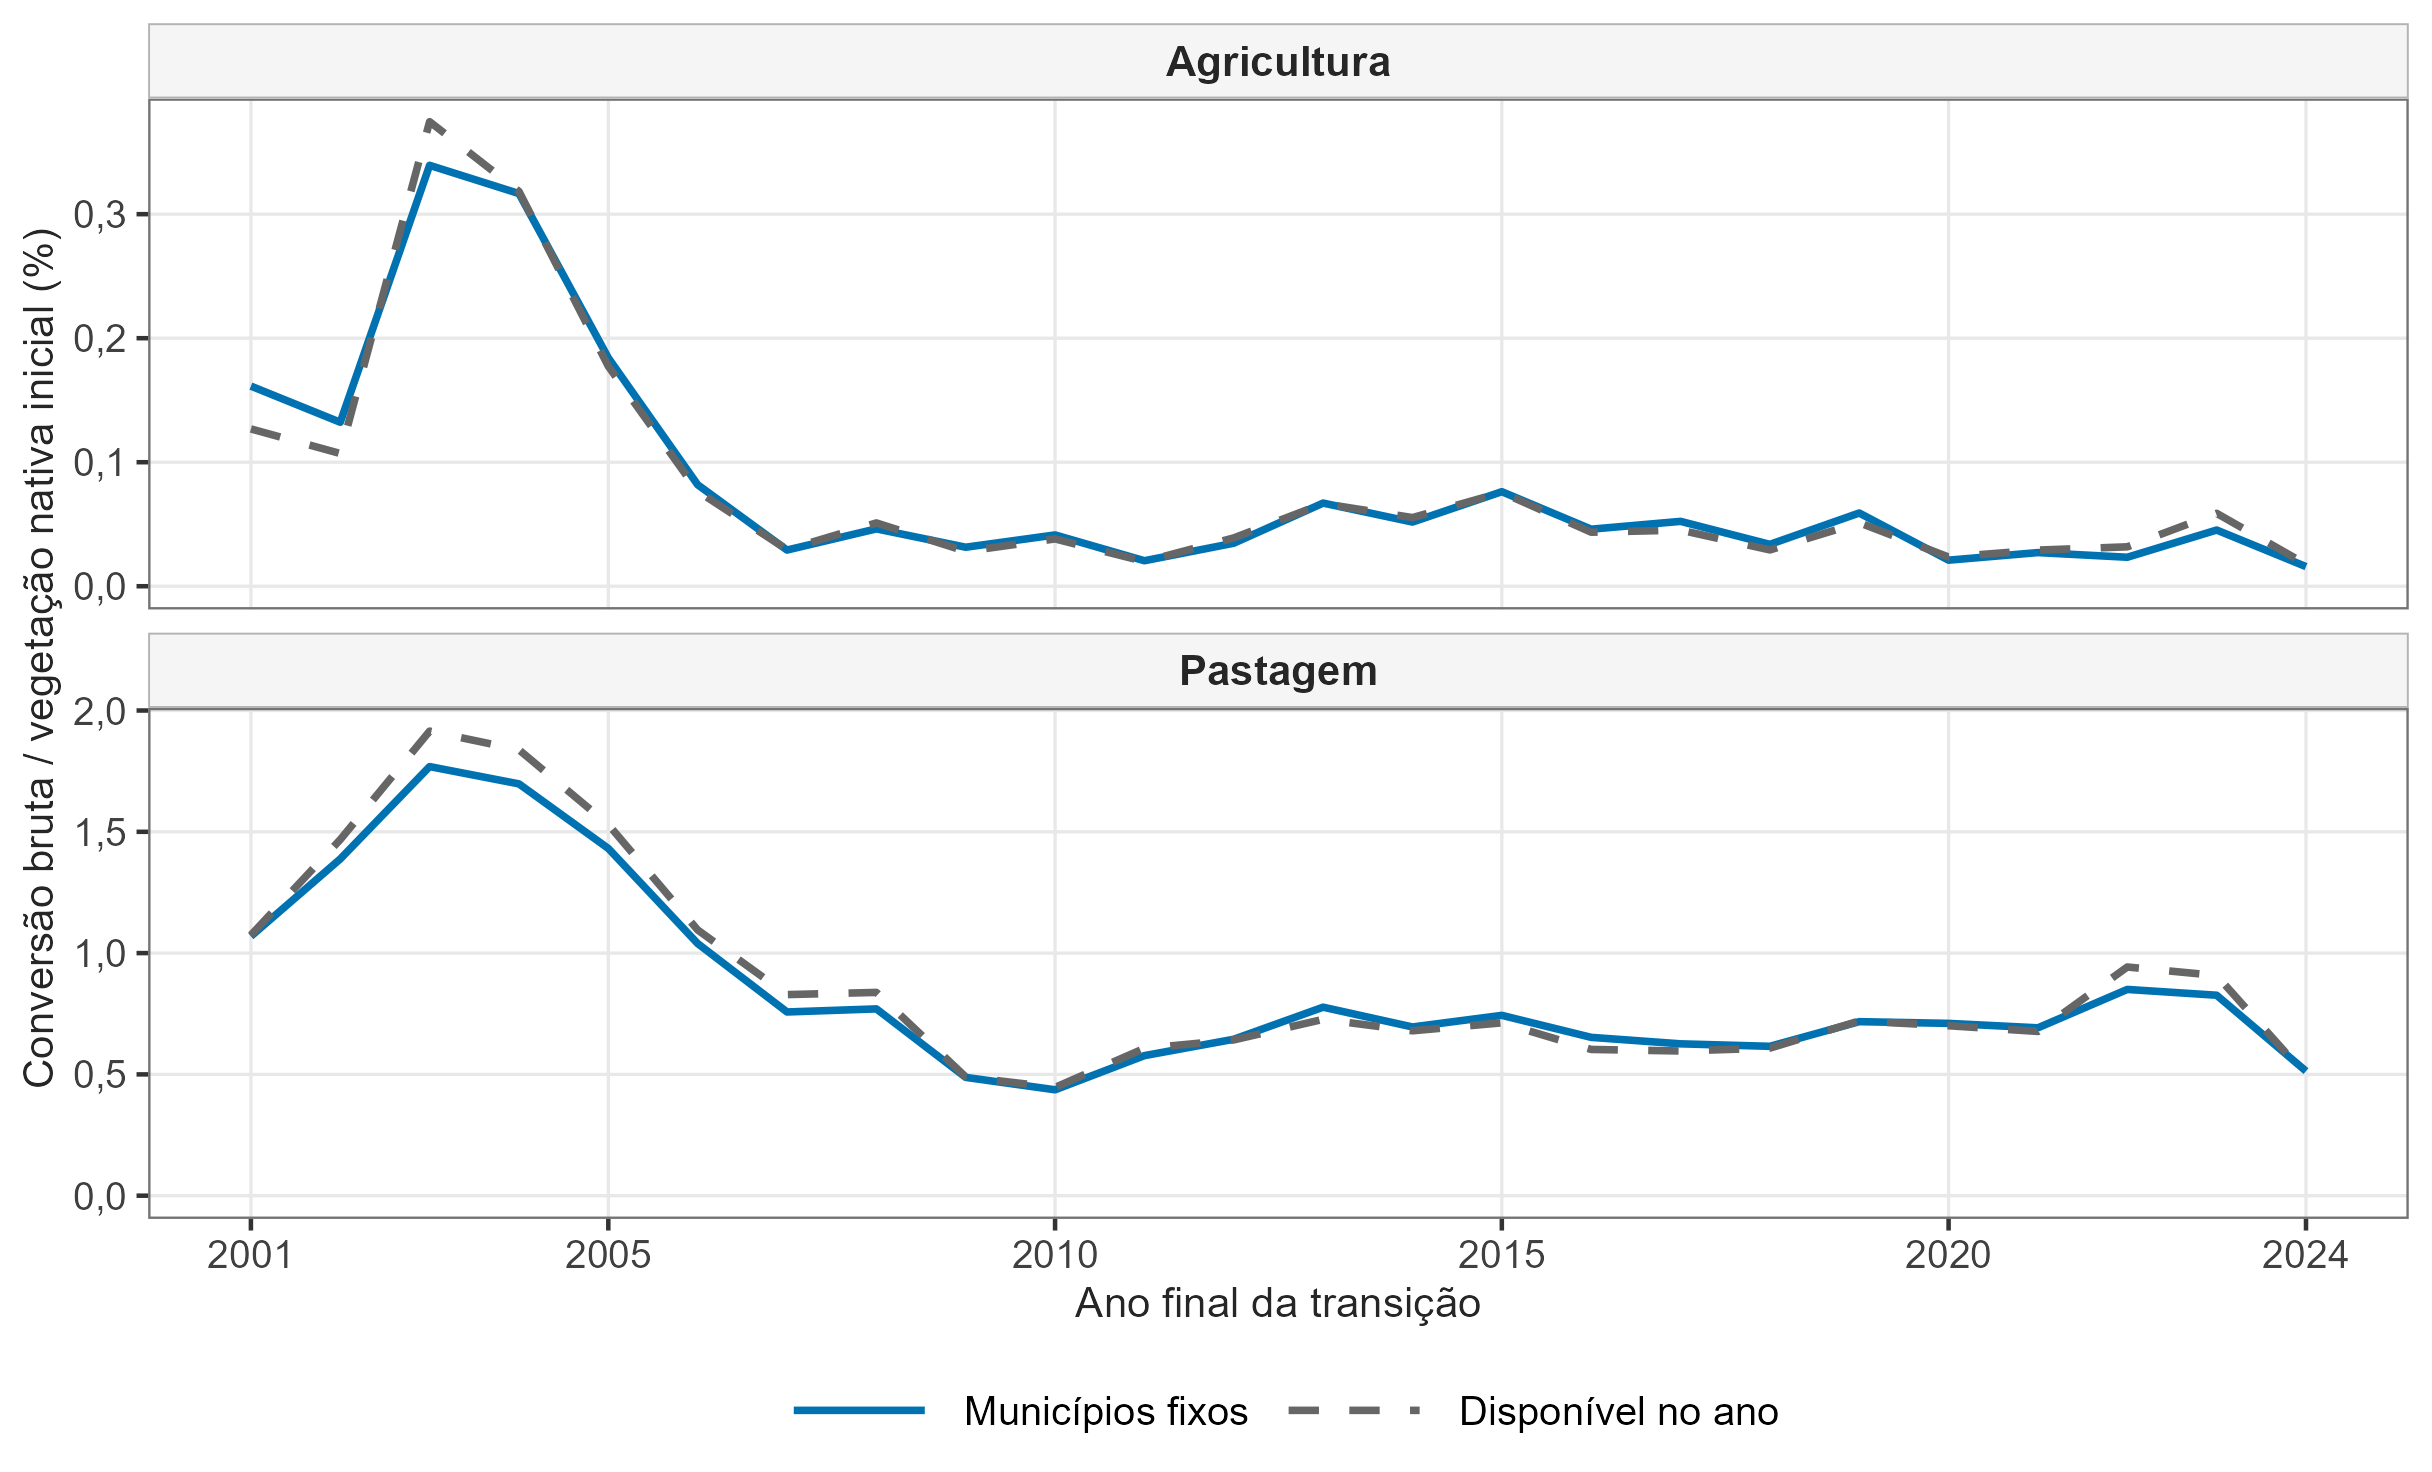 Agricultura
0,3
0,2
0,1
0,0
Conversão bruta / vegetação nativa inicial (%)
Pastagem
2,0
1,5
1,0
0,5
0,0
2001 2005 2010 2015 2020 2024
Ano final da transição
Municípios fixos Disponível no ano